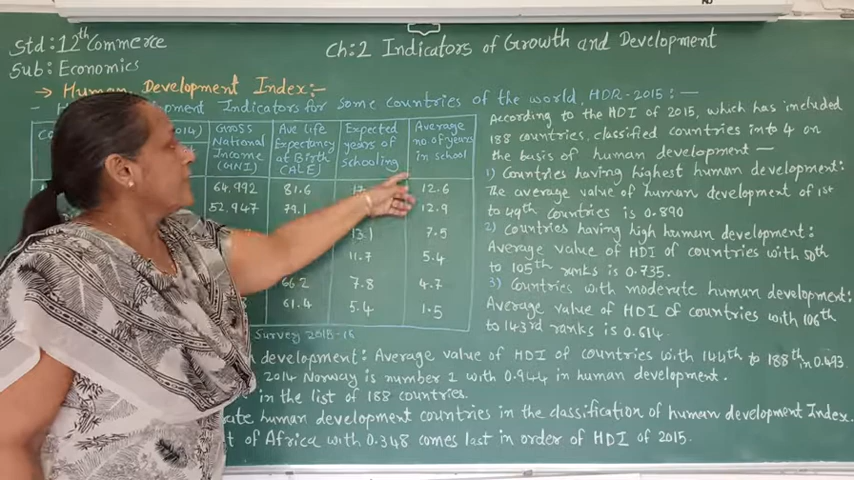 Std: 12th Commerce
Sub: Economics
Ch:2 Indicators of Growth and Development
→ Human Development Index:-
Indicators for some countries of the world, HDR-2015:-
Gross National Income (GNI)
Ave life Expectancy at Birth (ALE)
Expected years of schooling
Average no. of years in school
64.992 81.6 12.6
52.947 79.1 12.9
13.1 7.5
11.7 5.4
66.2 7.8 4.7
61.4 5.4 1.5
Survey 2015-16
According to the HDI of 2015, which has included
188 countries, classified countries into 4 on
the basis of human development —
1) Countries having highest human development:
The average value of human development of 1st
to 49th countries is 0.890
2) Countries having high human development:
Average value of HDI of countries with 50th
to 105th ranks is 0.735.
3) Countries with moderate human development:
Average value of HDI of countries with 106th
to 143rd ranks is 0.614
development: Average value of HDI of countries with 144th to 188th in 0.493.
2014 Norway is number 1 with 0.944 in human development.
in the list of 188 countries.
human development countries in the classification of human development Index.
of Africa with 0.348 comes last in order of HDI of 2015.